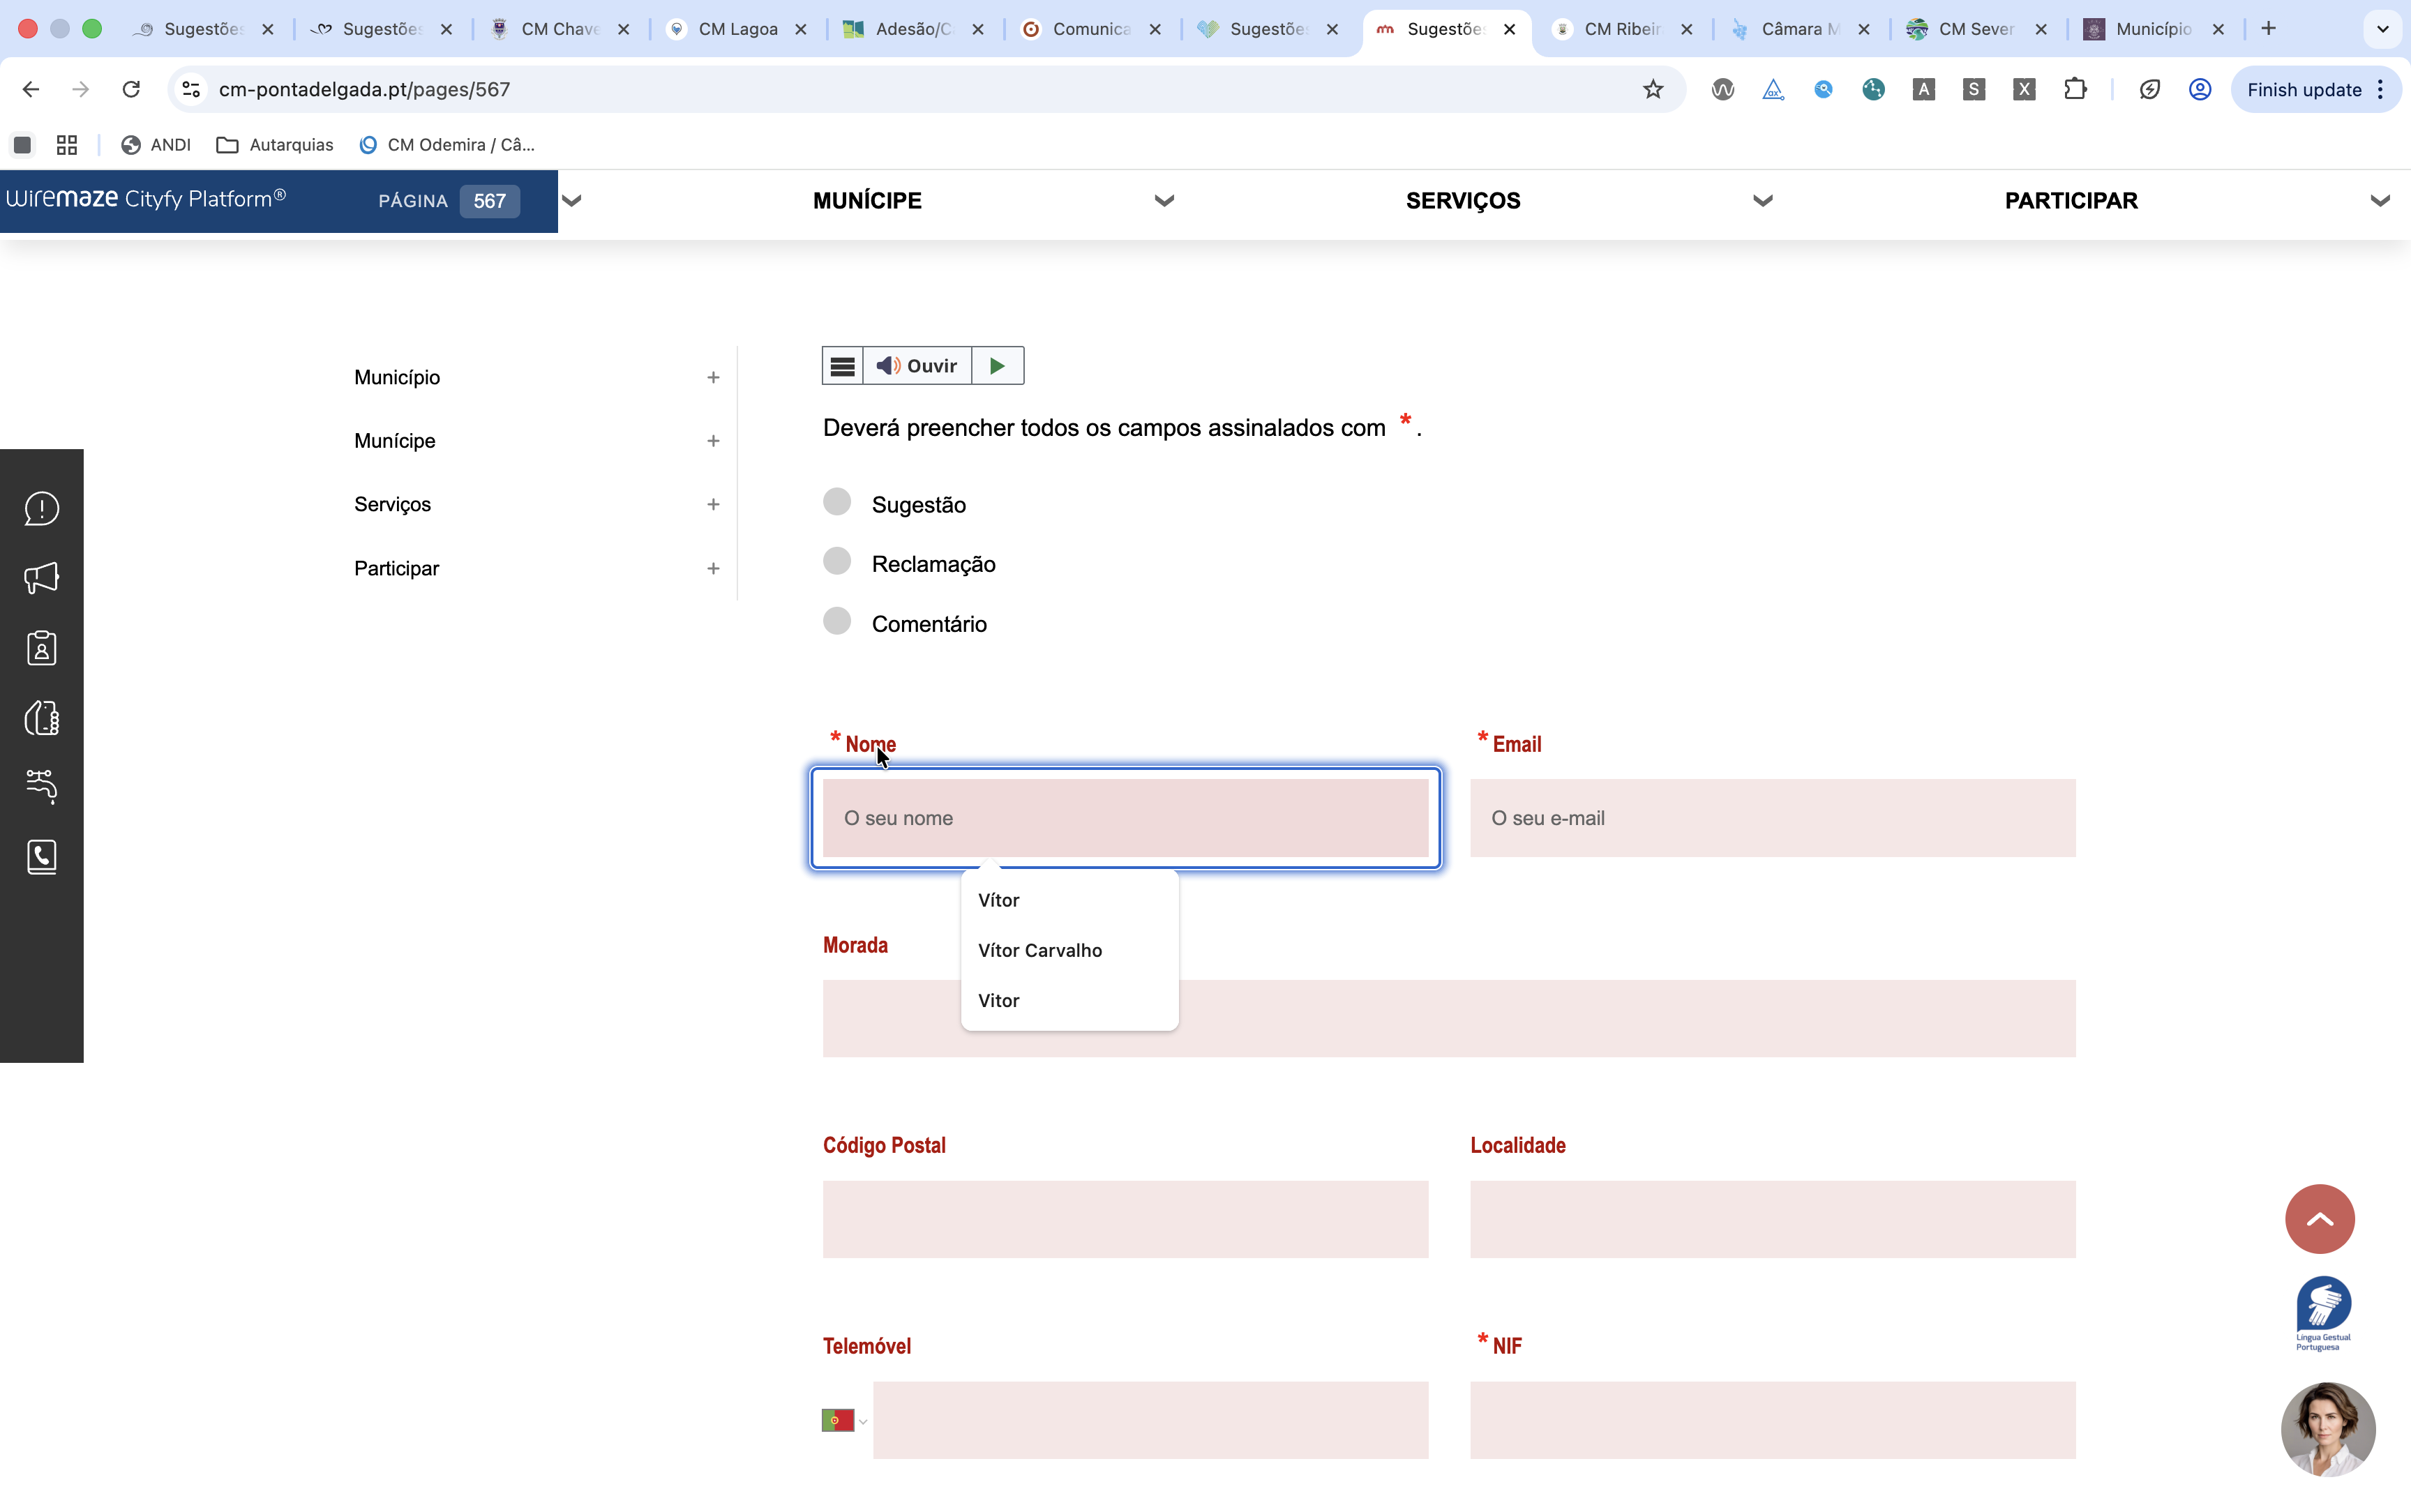 Sugestões
Sugestões
CM Chave
CM Lagoa
Adesão/C
Comunica
Sugestões
Sugestões
CM Ribeir
Câmara M
CM Sever
Município
cm-pontadelgada.pt/pages/567
A
S
X
Finish update
ANDI
Autarquias
CM Odemira / Câ...
wiremaze Cityfy Platform®
PÁGINA 567
MUNÍCIPE
SERVIÇOS
PARTICIPAR
Município +
Munícipe +
Serviços +
Participar +
Ouvir
Deverá preencher todos os campos assinalados com *.
Sugestão
Reclamação
Comentário
* Nome
* Email
O seu nome
O seu e-mail
Vítor
Vítor Carvalho
Vitor
Morada
Código Postal
Localidade
Telemóvel
* NIF
Língua Gestual
Portuguesa